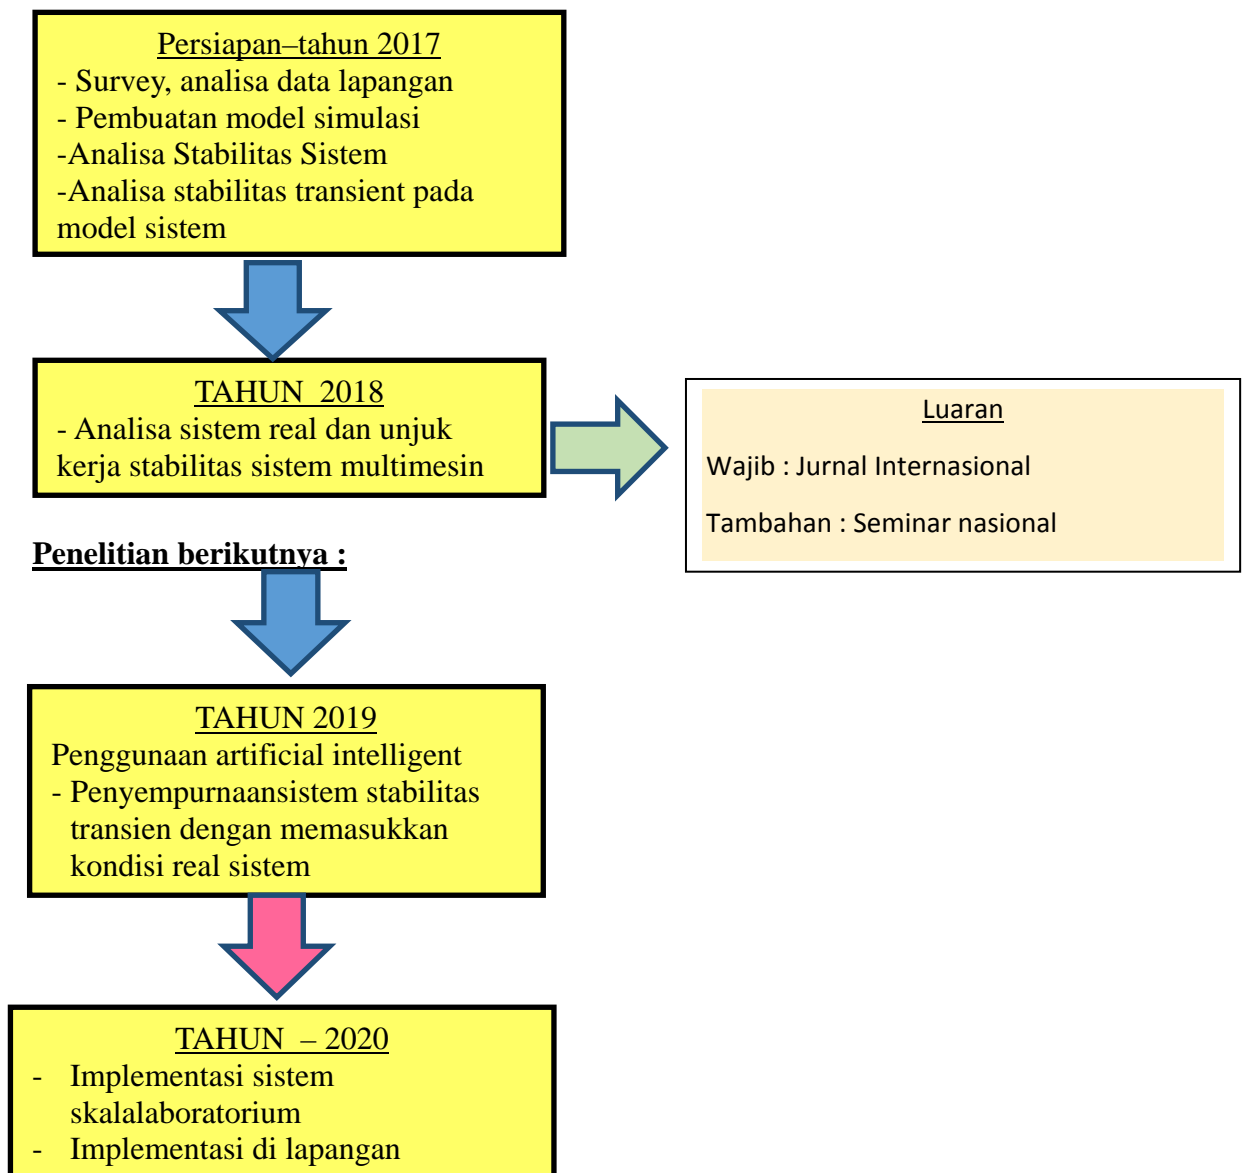 Persiapan–tahun 2017
- Survey, analisa data lapangan
- Pembuatan model simulasi
-Analisa Stabilitas Sistem
-Analisa stabilitas transient pada
model sistem
TAHUN  2018
- Analisa sistem real dan unjuk
kerja stabilitas sistem multimesin
Luaran
Wajib : Jurnal Internasional
Tambahan : Seminar nasional
Penelitian berikutnya :
TAHUN 2019
Penggunaan artificial intelligent
- Penyempurnaansistem stabilitas
transien dengan memasukkan
kondisi real sistem
TAHUN  – 2020
- Implementasi sistem
skalalaboratorium
- Implementasi di lapangan